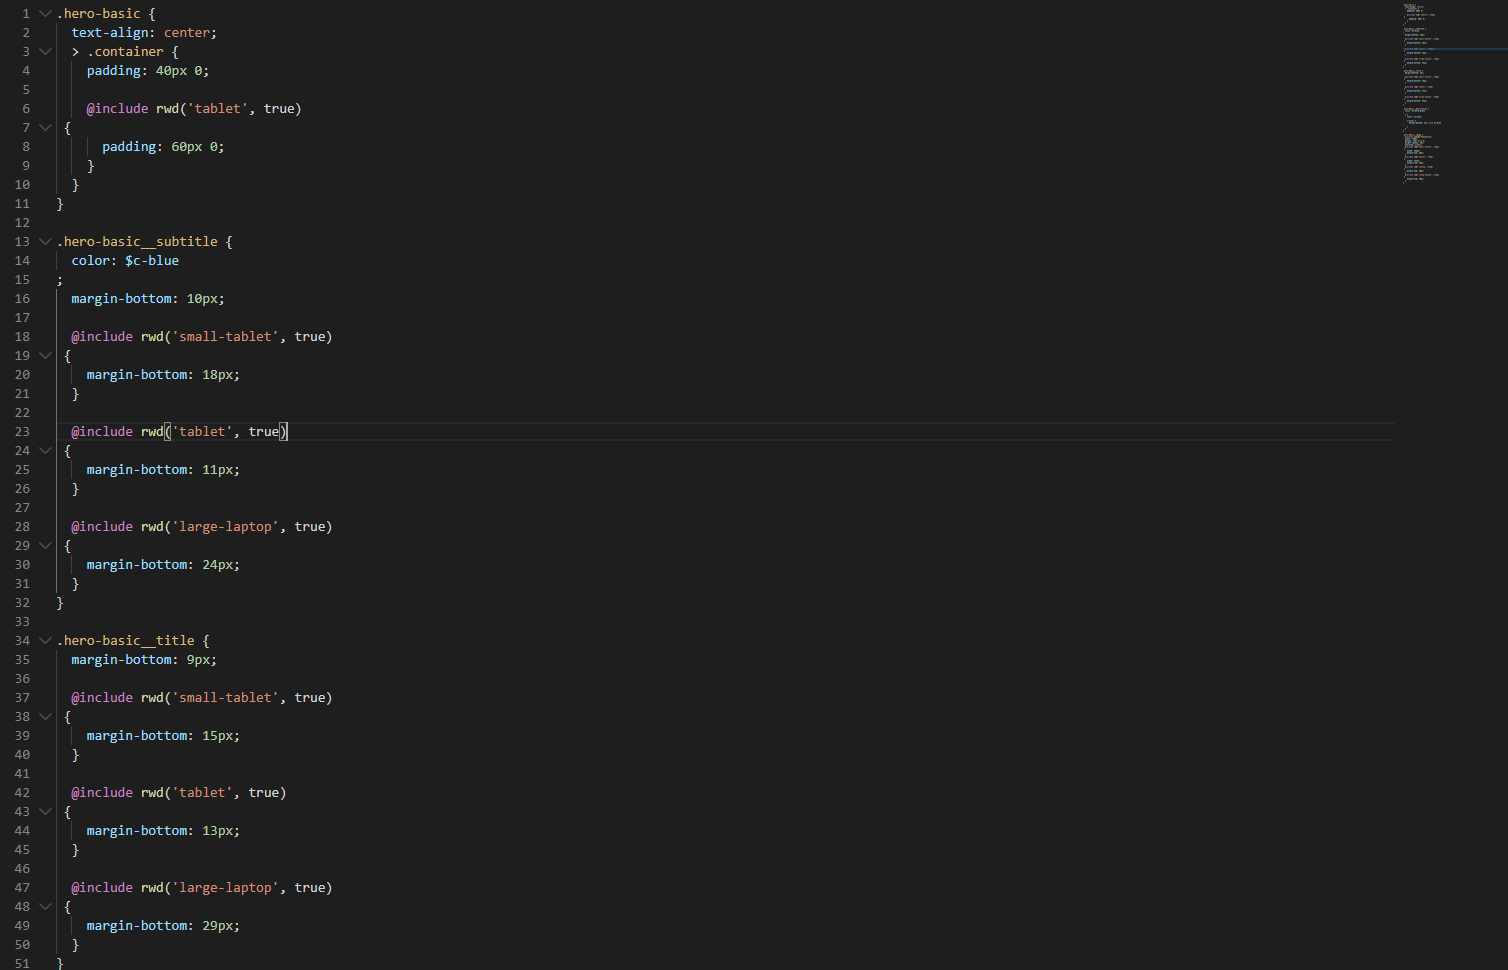 1 .hero-basic {
2 text-align: center;
3 > .container {
4 padding: 40px 0;
5
6 @include rwd('tablet', true)
7 {
8 padding: 60px 0;
9 }
10 }
11 }
12
13 .hero-basic__subtitle {
14 color: $c-blue
15 ;
16 margin-bottom: 10px;
17
18 @include rwd('small-tablet', true)
19 {
20 margin-bottom: 18px;
21 }
22
23 @include rwd('tablet', true)
24 {
25 margin-bottom: 11px;
26 }
27
28 @include rwd('large-laptop', true)
29 {
30 margin-bottom: 24px;
31 }
32 }
33
34 .hero-basic__title {
35 margin-bottom: 9px;
36
37 @include rwd('small-tablet', true)
38 {
39 margin-bottom: 15px;
40 }
41
42 @include rwd('tablet', true)
43 {
44 margin-bottom: 13px;
45 }
46
47 @include rwd('large-laptop', true)
48 {
49 margin-bottom: 29px;
50 }
51 }